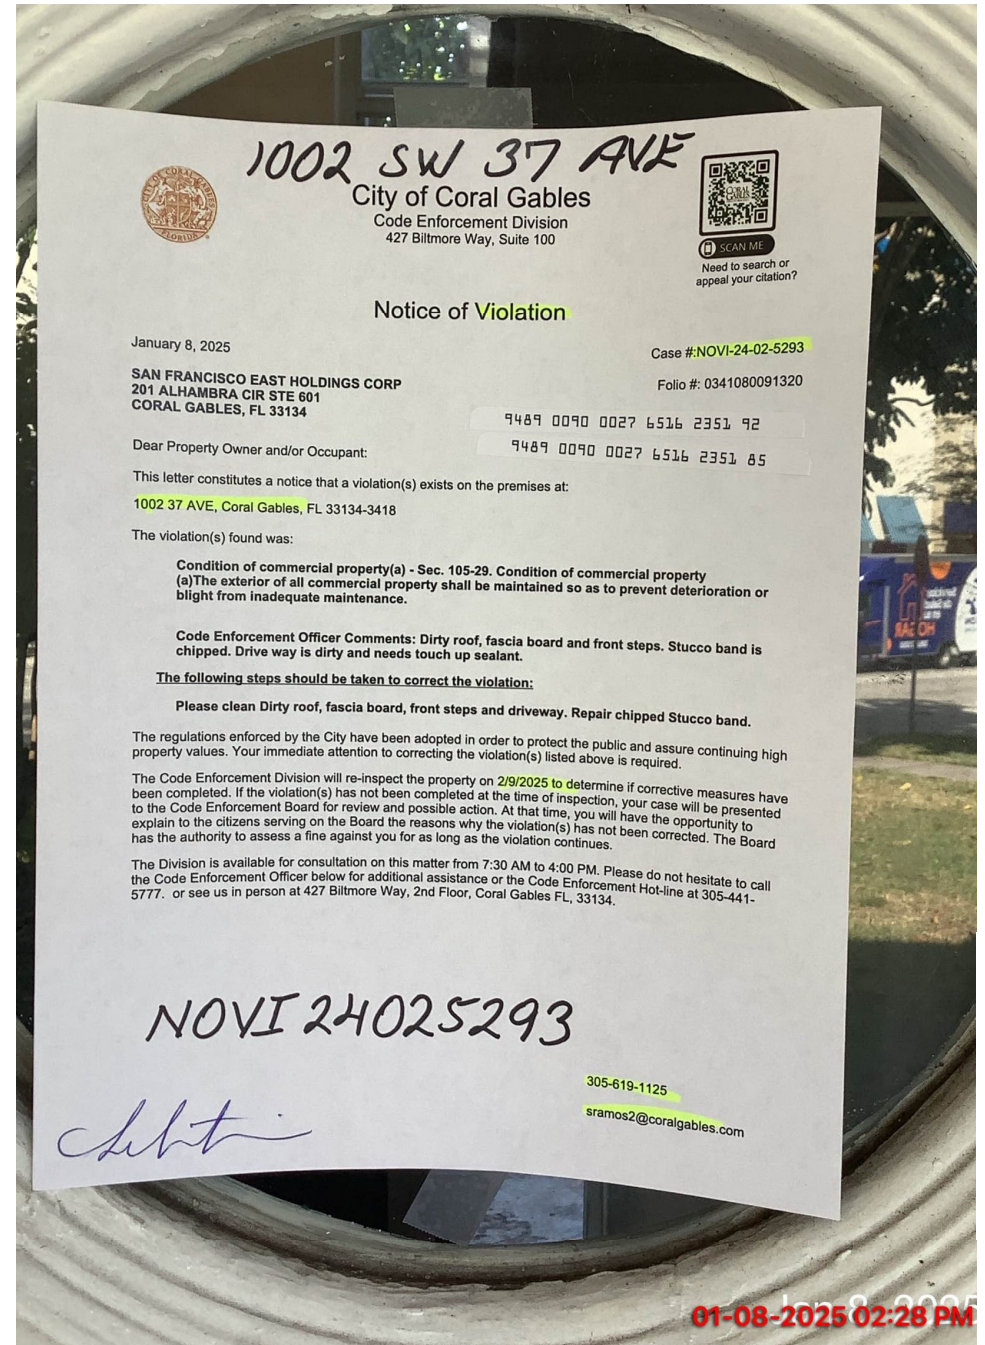 1002 SW 37 AVE
City of Coral Gables
Code Enforcement Division
427 Biltmore Way, Suite 100
CITY OF CORAL GABLES
FLORIDA
CORAL GABLES
SCAN ME
Need to search or
appeal your citation?
Notice of Violation
January 8, 2025
Case #:NOVI-24-02-5293
SAN FRANCISCO EAST HOLDINGS CORP
201 ALHAMBRA CIR STE 601
CORAL GABLES, FL 33134
Folio #: 0341080091320
9489 0090 0027 6516 2351 92
9489 0090 0027 6516 2351 85
Dear Property Owner and/or Occupant:
This letter constitutes a notice that a violation(s) exists on the premises at:
1002 37 AVE, Coral Gables, FL 33134-3418
The violation(s) found was:
Condition of commercial property(a) - Sec. 105-29. Condition of commercial property
(a)The exterior of all commercial property shall be maintained so as to prevent deterioration or
blight from inadequate maintenance.
Code Enforcement Officer Comments: Dirty roof, fascia board and front steps. Stucco band is
chipped. Drive way is dirty and needs touch up sealant.
The following steps should be taken to correct the violation:
Please clean Dirty roof, fascia board, front steps and driveway. Repair chipped Stucco band.
The regulations enforced by the City have been adopted in order to protect the public and assure continuing high
property values. Your immediate attention to correcting the violation(s) listed above is required.
The Code Enforcement Division will re-inspect the property on 2/9/2025 to determine if corrective measures have
been completed. If the violation(s) has not been completed at the time of inspection, your case will be presented
to the Code Enforcement Board for review and possible action. At that time, you will have the opportunity to
explain to the citizens serving on the Board the reasons why the violation(s) has not been corrected. The Board
has the authority to assess a fine against you for as long as the violation continues.
The Division is available for consultation on this matter from 7:30 AM to 4:00 PM. Please do not hesitate to call
the Code Enforcement Officer below for additional assistance or the Code Enforcement Hot-line at 305-441-
5777. or see us in person at 427 Biltmore Way, 2nd Floor, Coral Gables FL, 33134.
NOVI 24025293
305-619-1125
sramos2@coralgables.com
Jan 8, 2025
01-08-2025 02:28 PM